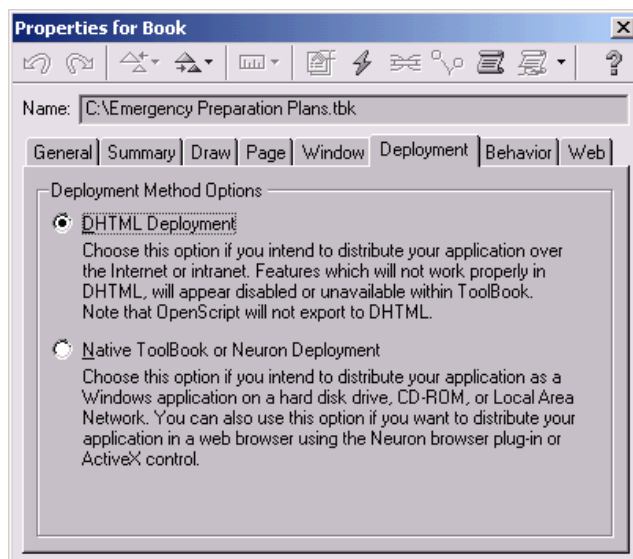 Properties for Book
Name: C:\Emergency Preparation Plans.tbk
General Summary Draw Page Window Deployment Behavior Web
Deployment Method Options
DHTML Deployment
Choose this option if you intend to distribute your application over
the Internet or intranet. Features which will not work properly in
DHTML, will appear disabled or unavailable within ToolBook.
Note that OpenScript will not export to DHTML.
Native ToolBook or Neuron Deployment
Choose this option if you intend to distribute your application as a
Windows application on a hard disk drive, CD-ROM, or Local Area
Network. You can also use this option if you want to distribute your
application in a web browser using the Neuron browser plug-in or
ActiveX control.